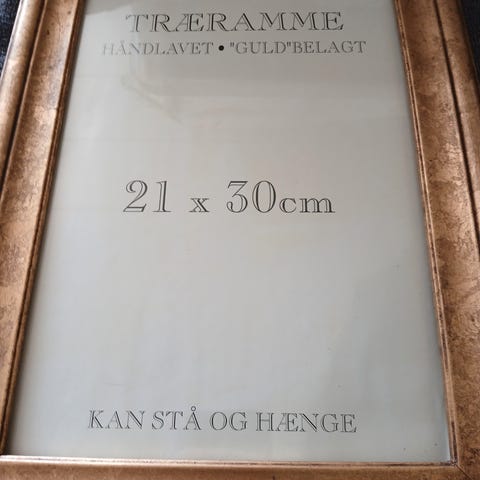 TRÆRAMME
HÅNDLAVET • "GULD"BELAGT
21 x 30cm
KAN STÅ OG HÆNGE